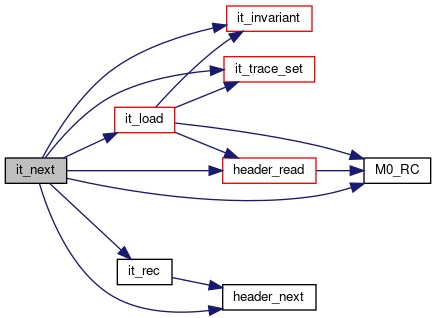 it_invariant
it_trace_set
it_load
it_next
header_read
M0_RC
it_rec
header_next